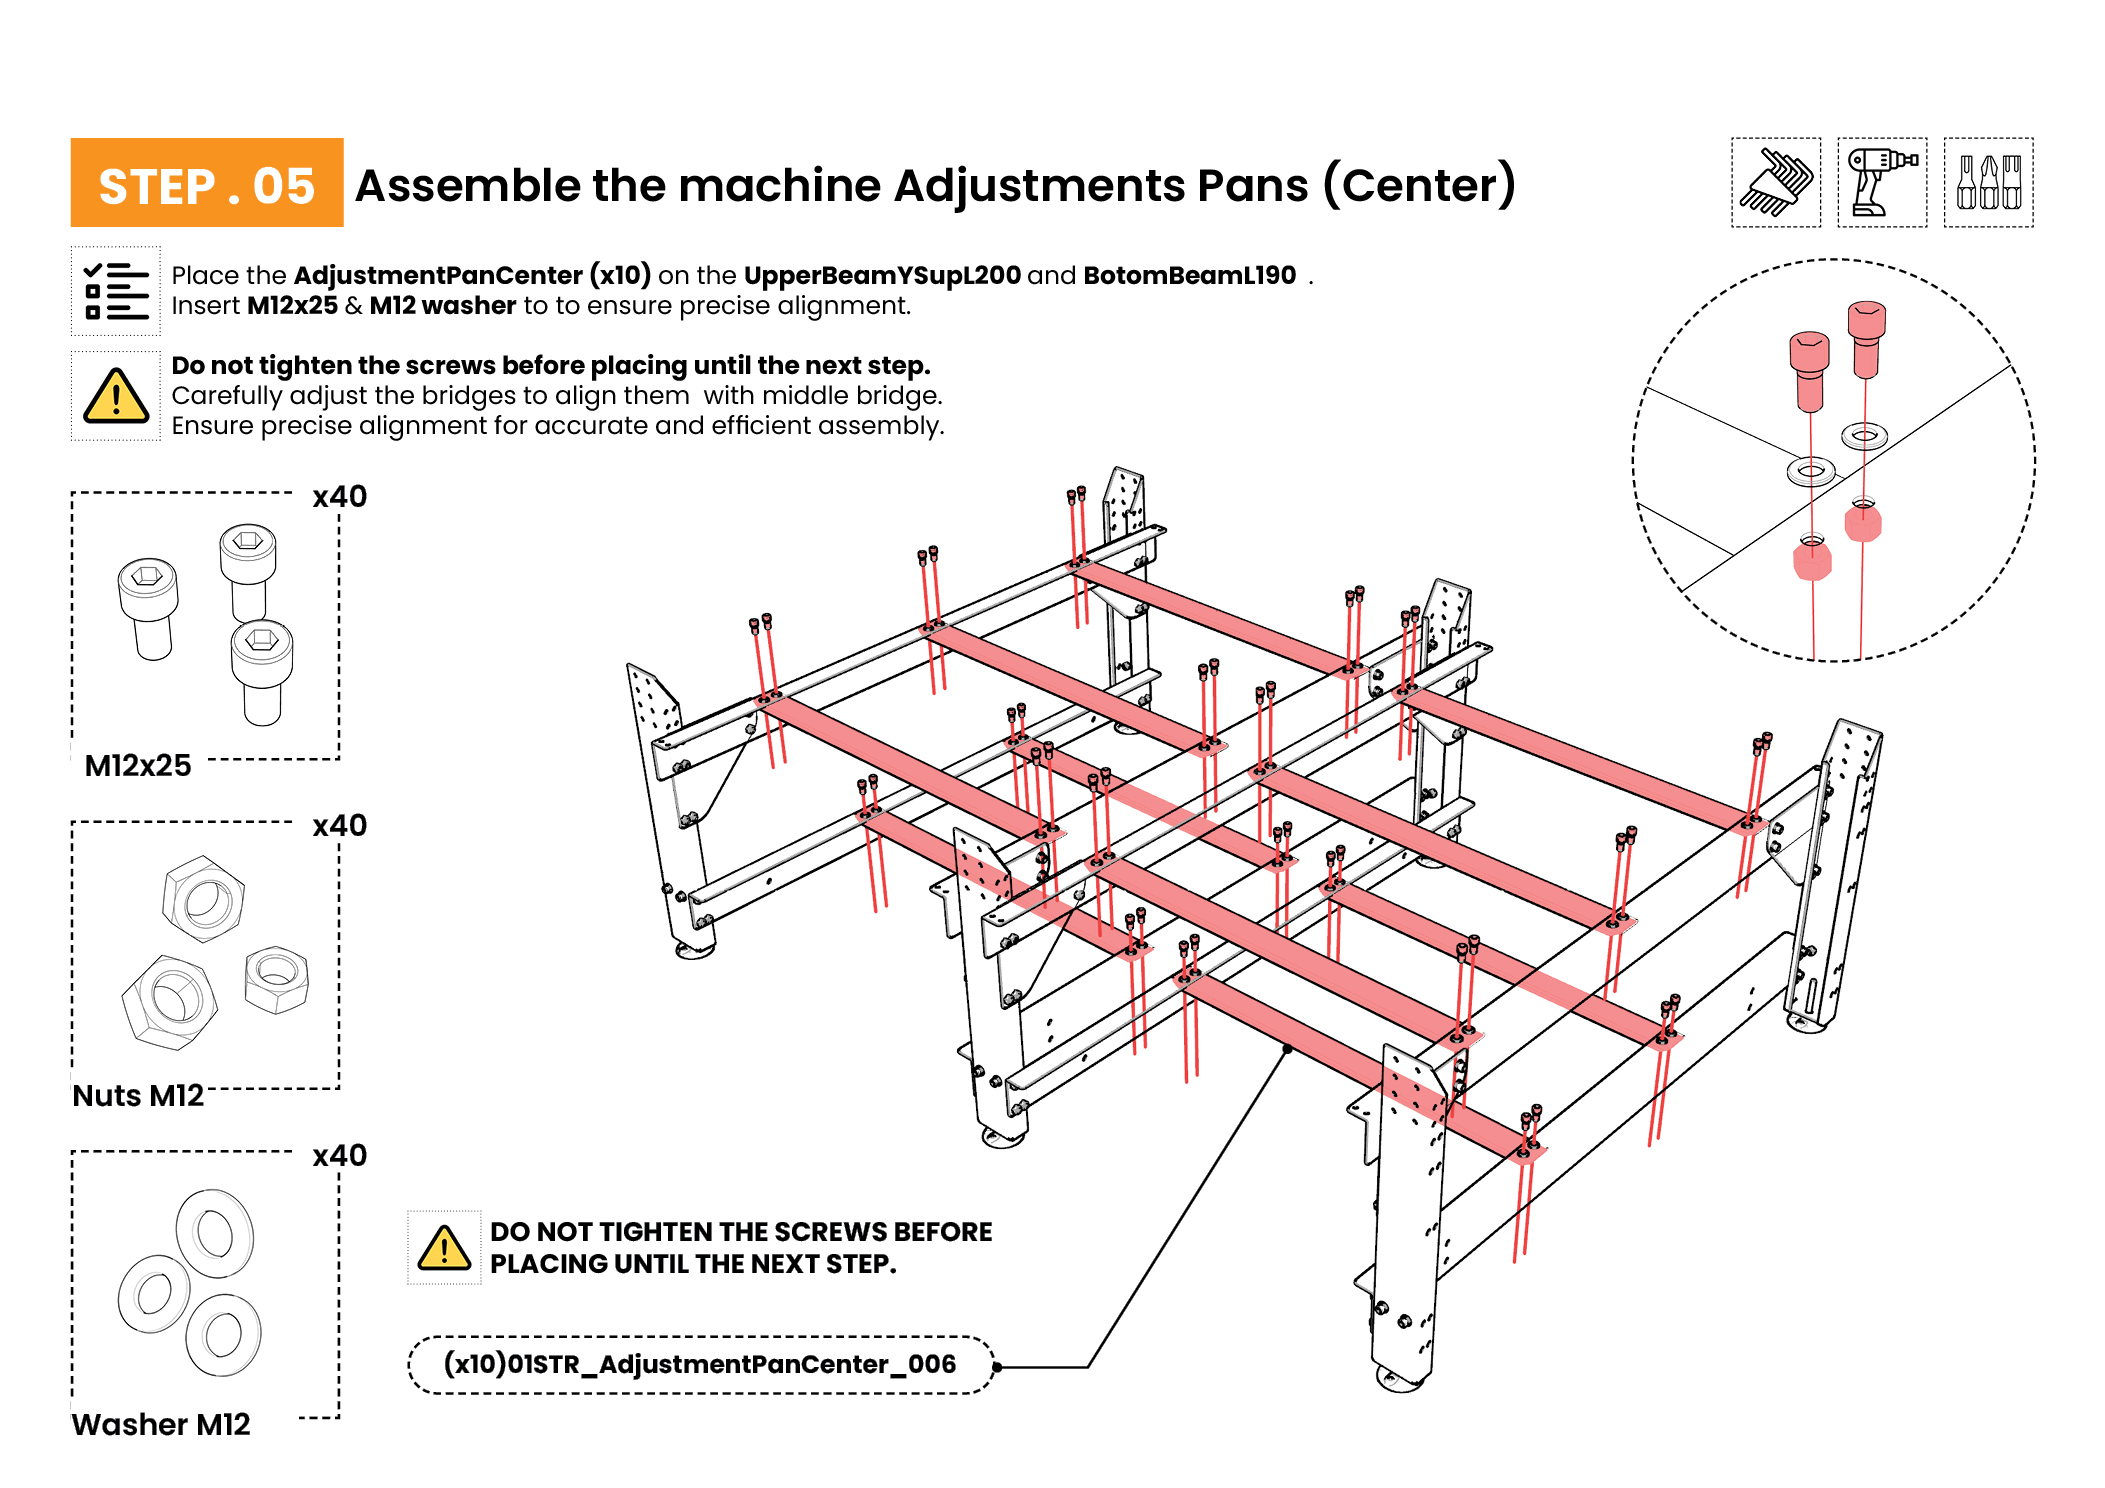 STEP . 05 Assemble the machine Adjustments Pans (Center)
Place the AdjustmentPanCenter (x10) on the UpperBeamYSupL200 and BotomBeamL190 .
Insert M12x25 & M12 washer to to ensure precise alignment.
Do not tighten the screws before placing until the next step.
Carefully adjust the bridges to align them with middle bridge.
Ensure precise alignment for accurate and efficient assembly.
x40
M12x25
x40
Nuts M12
x40
Washer M12
DO NOT TIGHTEN THE SCREWS BEFORE
PLACING UNTIL THE NEXT STEP.
(x10)01STR_AdjustmentPanCenter_006